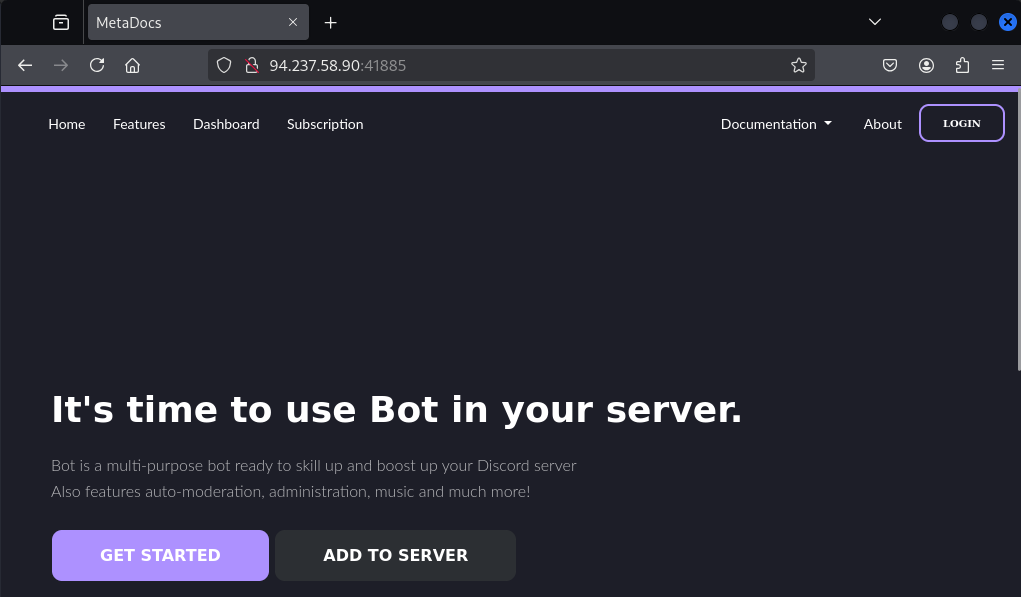 MetaDocs
94.237.58.90:41885
Home Features Dashboard Subscription Documentation About LOGIN
It's time to use Bot in your server.
Bot is a multi-purpose bot ready to skill up and boost up your Discord server
Also features auto-moderation, administration, music and much more!
GET STARTED ADD TO SERVER